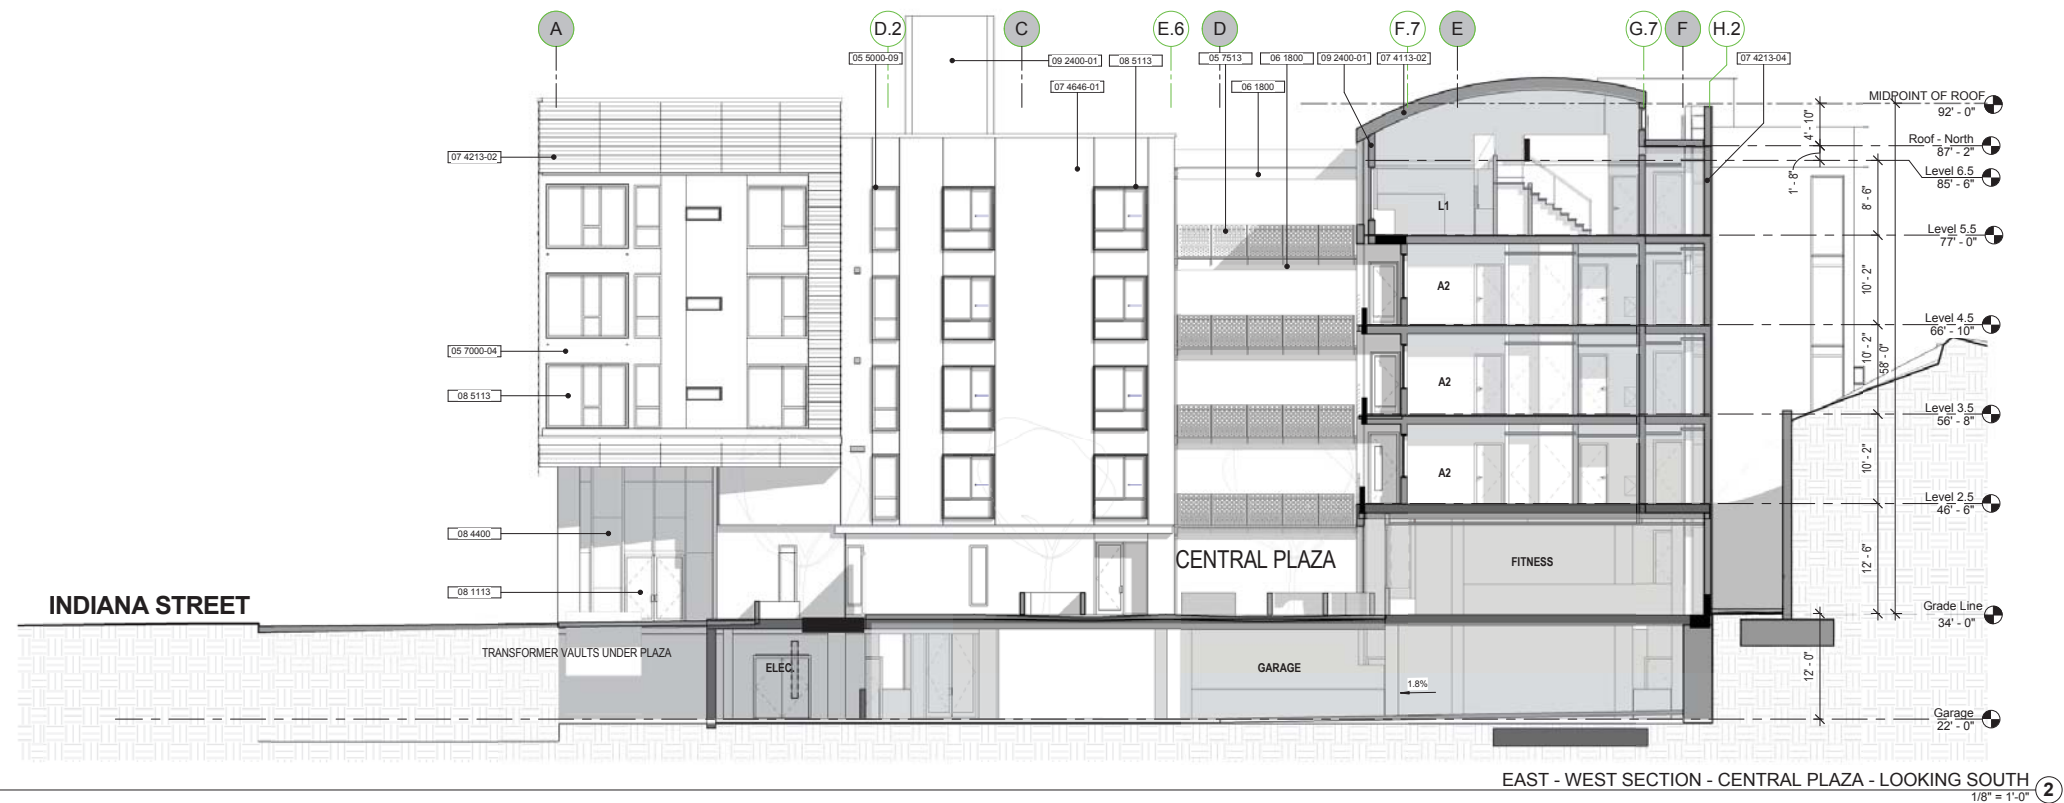 A
D.2
C
E.6
D
F.7
E
G.7
F
H.2
05 5000-09
09 2400-01
08 5113
05 7513
06 1800
09 2400-01
07 4113-02
07 4213-04
07 4646-01
06 1800
MIDPOINT OF ROOF
92' - 0"
4' - 10"
Roof - North
87' - 2"
07 4213-02
1' - 8"
Level 6.5
85' - 6"
8' - 6"
L1
Level 5.5
77' - 0"
10' - 2"
A2
Level 4.5
66' - 10"
05 7000-04
10' - 2"
58' - 0"
A2
08 5113
Level 3.5
56' - 8"
10' - 2"
A2
Level 2.5
46' - 6"
08 4400
CENTRAL PLAZA
FITNESS
12' - 6"
08 1113
INDIANA STREET
Grade Line
34' - 0"
TRANSFORMER VAULTS UNDER PLAZA
ELEC.
GARAGE
1.8%
12' - 0"
Garage
22' - 0"
EAST - WEST SECTION - CENTRAL PLAZA - LOOKING SOUTH
2
1/8" = 1'-0"